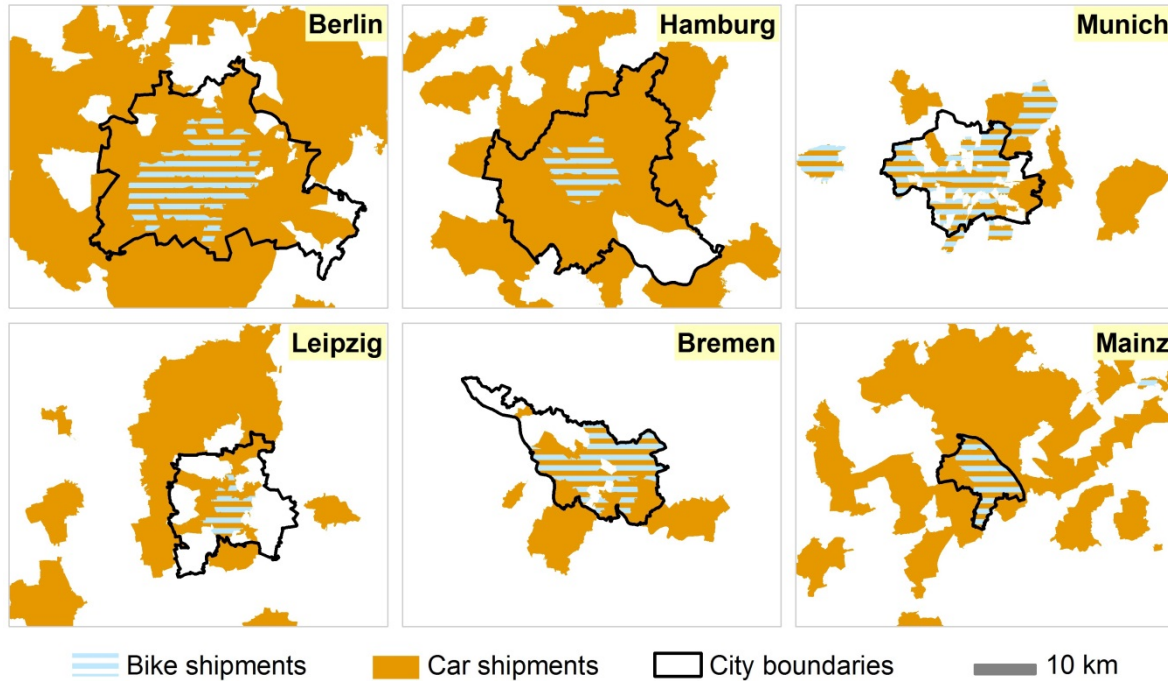 Berlin
Hamburg
Munich
Leipzig
Bremen
Mainz
Bike shipments
Car shipments
City boundaries
10 km